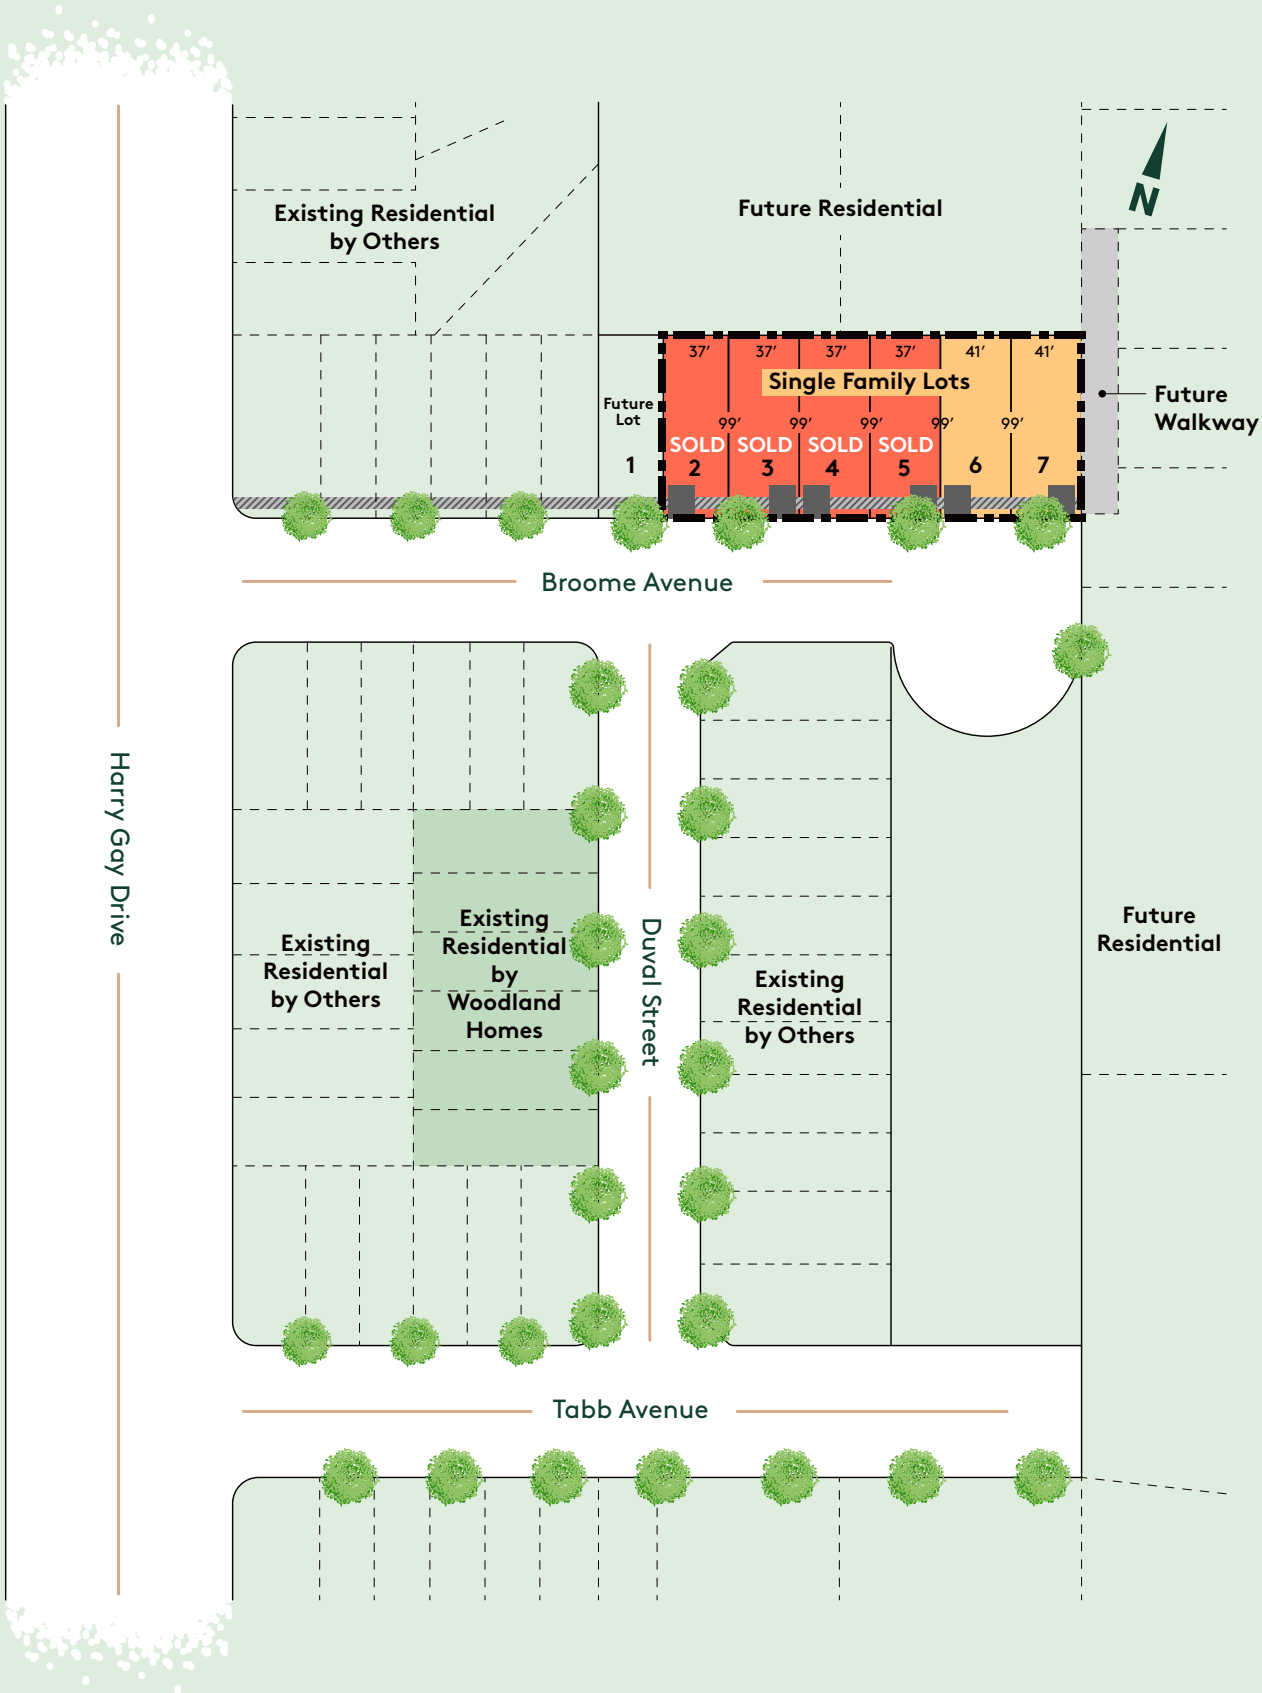 N
Existing Residential
by Others
Future Residential
37’ 37’ 37’ 37’ 41’ 41’
Single Family Lots
Future
Walkway
Future
Lot
99’ 99’ 99’ 99’ 99’
SOLD SOLD SOLD SOLD
1 2 3 4 5 6 7
Broome Avenue
Harry Gay Drive
Duval Street
Existing
Residential
by Others
Existing
Residential
by
Woodland
Homes
Existing
Residential
by Others
Future
Residential
Tabb Avenue